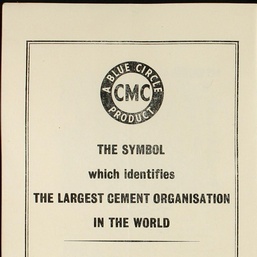 A BLUE CIRCLE
CMC
PRODUCT
THE SYMBOL
which identifies
THE LARGEST CEMENT ORGANISATION
IN THE WORLD